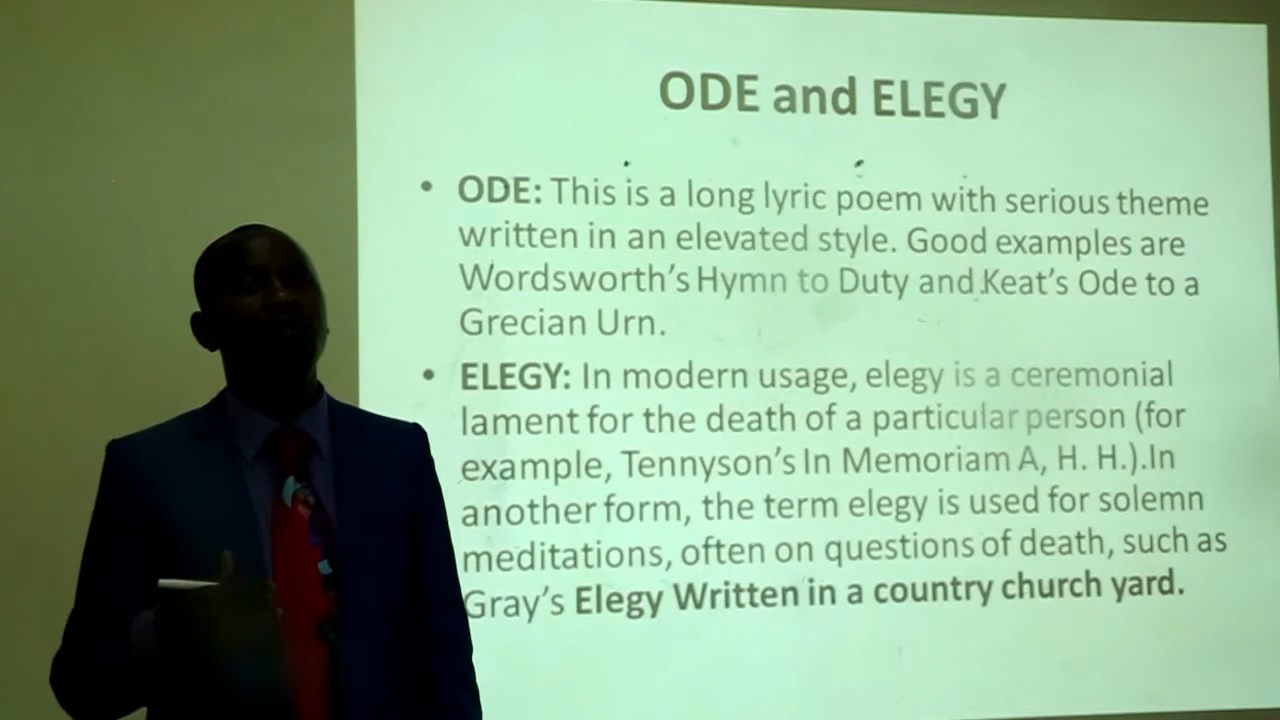 ODE and ELEGY
• ODE: This is a long lyric poem with serious theme
written in an elevated style. Good examples are
Wordsworth's Hymn to Duty and Keat's Ode to a
Grecian Urn.
• ELEGY: In modern usage, elegy is a ceremonial
lament for the death of a particular person (for
example, Tennyson's In Memoriam A, H. H.).In
another form, the term elegy is used for solemn
meditations, often on questions of death, such as
Gray's Elegy Written in a country church yard.